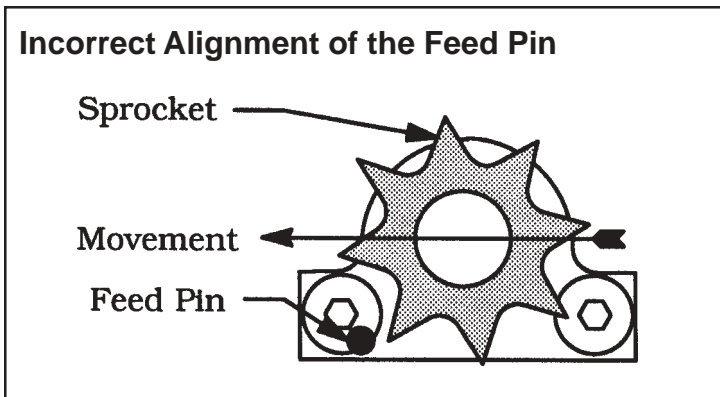 Incorrect Alignment of the Feed Pin
Sprocket
Movement
Feed Pin